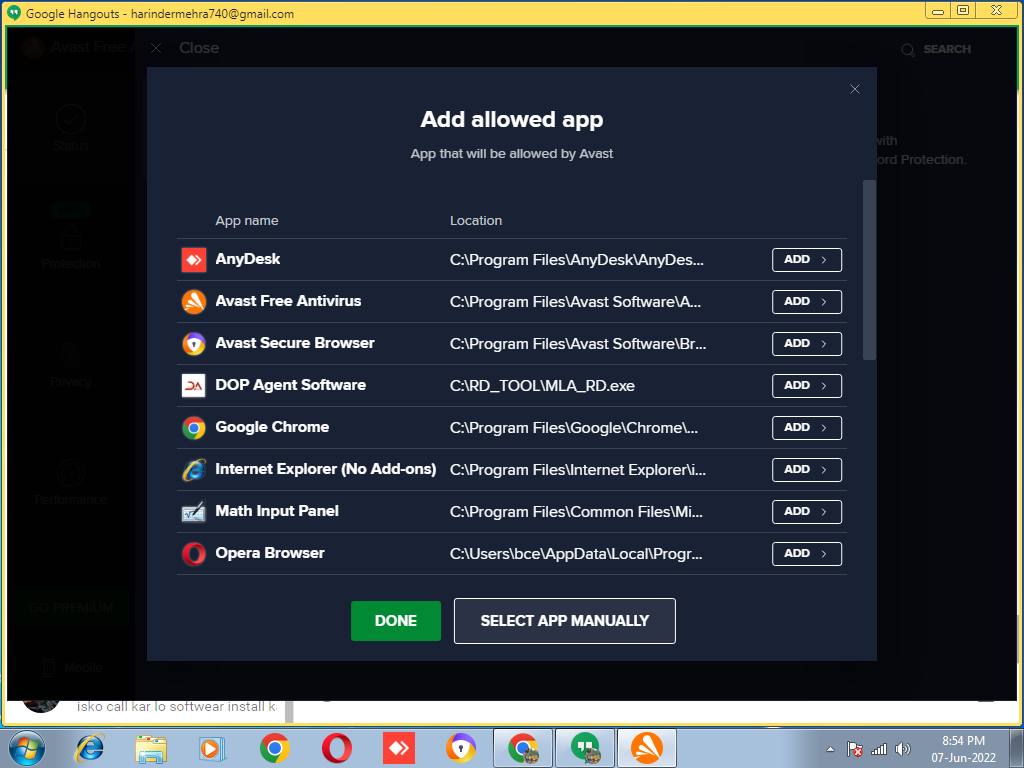 Google Hangouts - harindermehra740@gmail.com
Avast Free A
Close
SEARCH
Status
Protection
Privacy
Performance
GO PREMIUM
Mobile
with
ord Protection.
Add allowed app
App that will be allowed by Avast
App name Location
AnyDesk C:\Program Files\AnyDesk\AnyDes... ADD
Avast Free Antivirus C:\Program Files\Avast Software\A... ADD
Avast Secure Browser C:\Program Files\Avast Software\Br... ADD
DOP Agent Software C:\RD_TOOL\MLA_RD.exe ADD
Google Chrome C:\Program Files\Google\Chrome\... ADD
Internet Explorer (No Add-ons) C:\Program Files\Internet Explorer\i... ADD
Math Input Panel C:\Program Files\Common Files\Mi... ADD
Opera Browser C:\Users\bce\AppData\Local\Progr... ADD
DONE SELECT APP MANUALLY
isko call kar lo softwear install k
8:54 PM
07-Jun-2022